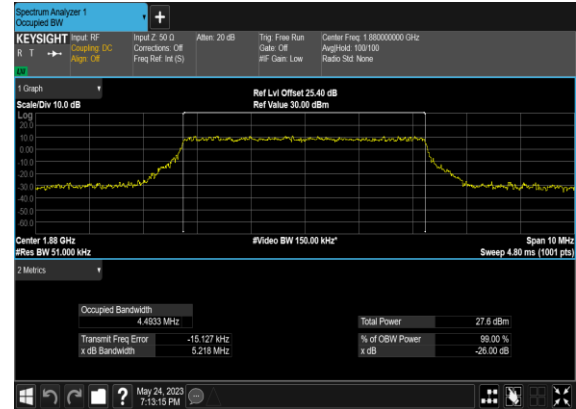 Spectrum Analyzer 1
Occupied BW
+
KEYSIGHT Input: RF Input Z: 50 Ω Atten: 20 dB Trig: Free Run Center Freq: 1.880000000 GHz
R T Coupling: DC Corrections: Off Gate: Off Avg|Hold: 100/100
Align: Off Freq Ref: Int (S) #IF Gain: Low Radio Std: None
LU
1 Graph
Ref Lvl Offset 25.40 dB
Scale/Div 10.0 dB Ref Value 30.00 dBm
Log
20.0
10.0
0.00
-10.0
-20.0
-30.0
-40.0
-50.0
-60.0
Center 1.88 GHz #Video BW 150.00 kHz* Span 10 MHz
#Res BW 51.000 kHz Sweep 4.80 ms (1001 pts)
2 Metrics
Occupied Bandwidth
4.4933 MHz Total Power 27.6 dBm
Transmit Freq Error -15.127 kHz % of OBW Power 99.00 %
x dB Bandwidth 5.218 MHz x dB -26.00 dB
? May 24, 2023
7:13:15 PM